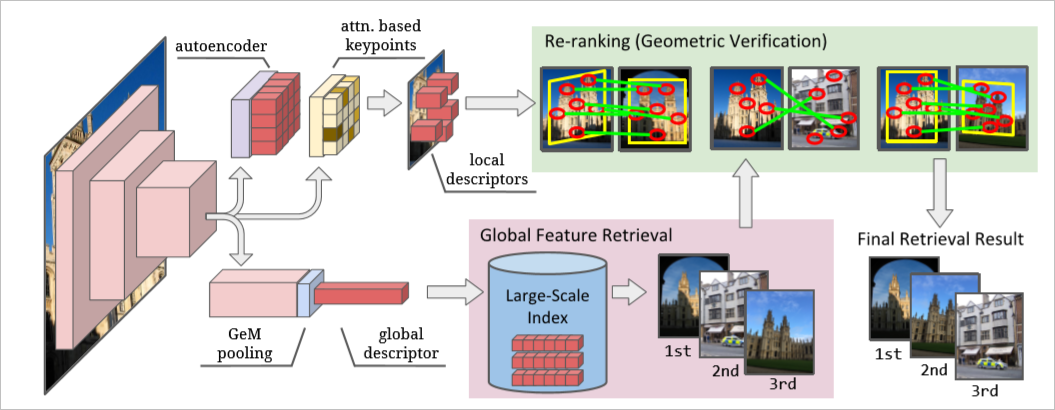 autoencoder
attn. based
keypoints
local
descriptors
GeM
pooling
global
descriptor
Global Feature Retrieval
Large-Scale
Index
1st
2nd
3rd
Re-ranking (Geometric Verification)
Final Retrieval Result
1st
2nd
3rd